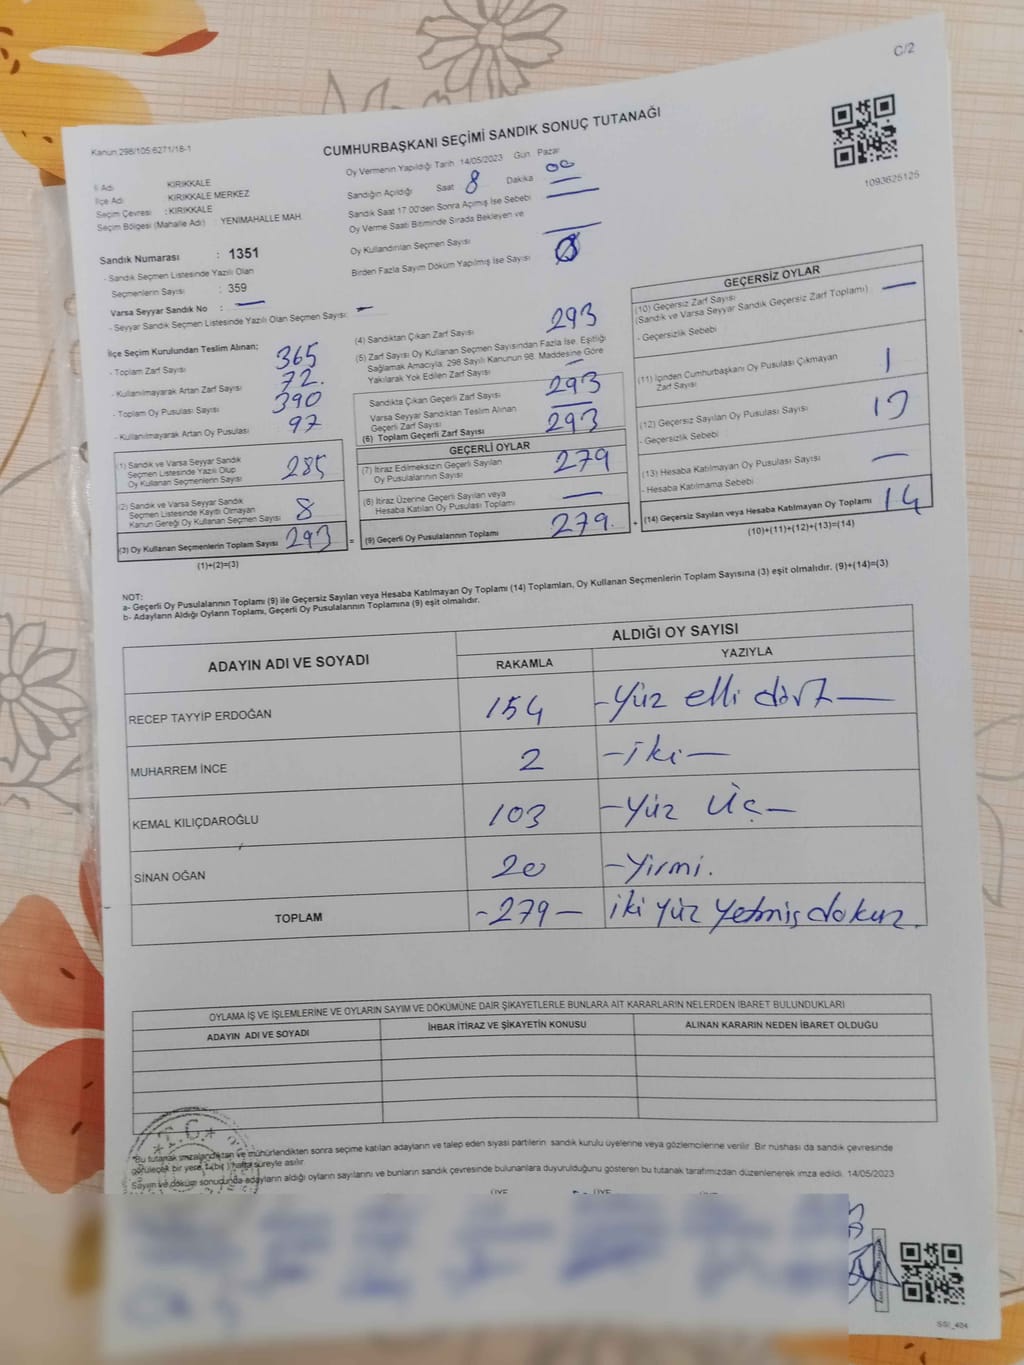 C/2
Kanun 298/105:6271/18-1
CUMHURBAŞKANI SEÇİMİ SANDIK SONUÇ TUTANAĞI
1093625125
İl Adı KIRIKKALE
İlçe Adı KIRIKKALE MERKEZ
Seçim Çevresi : KIRIKKALE
Seçim Bölgesi (Mahalle Adı) : YENİMAHALLE MAH.
Oy Vermenin Yapıldığı Tarih 14/05/2023 Gün Pazar
Sandığın Açıldığı Saat 8 Dakika 00
Sandık Saat 17.00'den Sonra Açılmış İse Sebebi —
Oy Verme Saati Bitiminde Sırada Bekleyen ve
Oy Kullandırılan Seçmen Sayısı —
Birden Fazla Sayım Döküm Yapılmış İse Sayısı 0
Sandık Numarası : 1351
- Sandık Seçmen Listesinde Yazılı Olan
Seçmenlerin Sayısı : 359
Varsa Seyyar Sandık No : —
- Seyyar Sandık Seçmen Listesinde Yazılı Olan Seçmen Sayısı: —
İlçe Seçim Kurulundan Teslim Alınan;
- Toplam Zarf Sayısı 365
- Kullanılmayarak Artan Zarf Sayısı 72.
- Toplam Oy Pusulası Sayısı 390
- Kullanılmayarak Artan Oy Pusulası 97
(1) Sandık ve Varsa Seyyar Sandık
Seçmen Listesinde Yazılı Olup
Oy Kullanan Seçmenlerin Sayısı 285
(2) Sandık ve Varsa Seyyar Sandık
Seçmen Listesinde Kayıtlı Olmayan
Kanun Gereği Oy Kullanan Seçmen Sayısı 8
(3) Oy Kullanan Seçmenlerin Toplam Sayısı 293
(1)+(2)=(3)
=
(4) Sandıktan Çıkan Zarf Sayısı 293
(5) Zarf Sayısı Oy Kullanan Seçmen Sayısından Fazla İse, Eşitliği
Sağlamak Amacıyla, 298 Sayılı Kanunun 98. Maddesine Göre
Yakılarak Yok Edilen Zarf Sayısı —
Sandıkta Çıkan Geçerli Zarf Sayısı 293
Varsa Seyyar Sandıktan Teslim Alınan
Geçerli Zarf Sayısı —
(6) Toplam Geçerli Zarf Sayısı 293
GEÇERLİ OYLAR
(7) İtiraz Edilmeksizin Geçerli Sayılan
Oy Pusulalarının Sayısı 279
(8) İtiraz Üzerine Geçerli Sayılan veya
Hesaba Katılan Oy Pusulası Toplamı —
(9) Geçerli Oy Pusulalarının Toplamı 279.
+
GEÇERSİZ OYLAR
(10) Geçersiz Zarf Sayısı
(Sandık ve Varsa Seyyar Sandık Geçersiz Zarf Toplamı) —
- Geçersizlik Sebebi
(11) İçinden Cumhurbaşkanı Oy Pusulası Çıkmayan
Zarf Sayısı 1
(12) Geçersiz Sayılan Oy Pusulası Sayısı
- Geçersizlik Sebebi
(13) Hesaba Katılmayan Oy Pusulası Sayısı —
- Hesaba Katılmama Sebebi
(14) Geçersiz Sayılan veya Hesaba Katılmayan Oy Toplamı 14
(10)+(11)+(12)+(13)=(14)
NOT:
a- Geçerli Oy Pusulalarının Toplamı (9) ile Geçersiz Sayılan veya Hesaba Katılmayan Oy Toplamı (14) Toplamları, Oy Kullanan Seçmenlerin Toplam Sayısına (3) eşit olmalıdır. (9)+(14)=(3)
b- Adayların Aldığı Oyların Toplamı, Geçerli Oy Pusulalarının Toplamına (9) eşit olmalıdır.
ADAYIN ADI VE SOYADI ALDIĞI OY SAYISI
RAKAMLA YAZIYLA
RECEP TAYYİP ERDOĞAN 154 -Yüz elli dört—
MUHARREM İNCE 2 -iki—
KEMAL KILIÇDAROĞLU 103 -Yüz Üç—
SİNAN OĞAN 20 -Yirmi.
TOPLAM -279- iki yüz yetmiş dokuz.
OYLAMA İŞ VE İŞLEMLERİNE VE OYLARIN SAYIM VE DÖKÜMÜNE DAİR ŞİKAYETLERLE BUNLARA AİT KARARLARIN NELERDEN İBARET BULUNDUKLARI
ADAYIN ADI VE SOYADI İHBAR İTİRAZ VE ŞİKAYETİN KONUSU ALINAN KARARIN NEDEN İBARET OLDUĞU
T.C.
*Bu tutanak imzalandıktan ve mühürlendikten sonra seçime katılan adayların ve talep eden siyasi partilerin sandık kurulu üyelerine veya gözlemcilerine verilir. Bir nüshası da sandık çevresinde
görülecek bir yere, 1 (bir) hafta süreyle asılır.
Sayım ve döküm sonucunda adayların aldığı oyların sayılarını ve bunların sandık çevresinde bulunanlara duyurulduğunu gösteren bu tutanak tarafımızdan düzenlenerek imza edildi. 14/05/2023
ÜYE ÜYE ÜYE